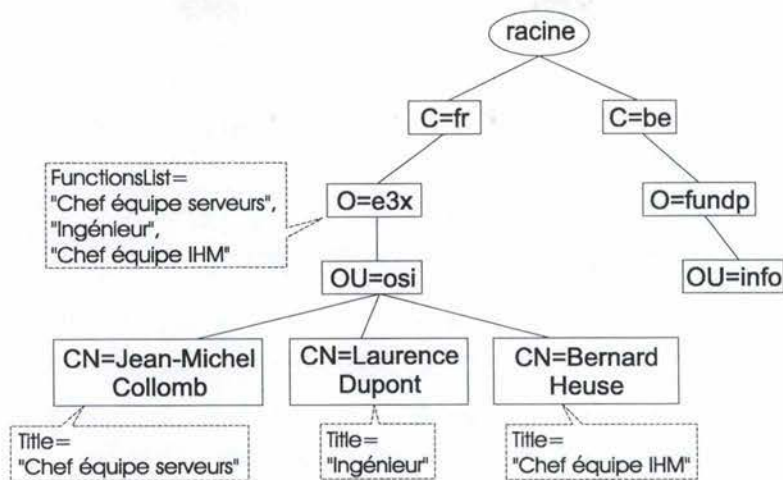 racine
C=fr
C=be
FunctionsList=
"Chef équipe serveurs",
"Ingénieur",
"Chef équipe IHM"
O=e3x
O=fundp
OU=osi
OU=info
CN=Jean-Michel
Collomb
CN=Laurence
Dupont
CN=Bernard
Heuse
Title=
"Chef équipe serveurs"
Title=
"Ingénieur"
Title=
"Chef équipe IHM"